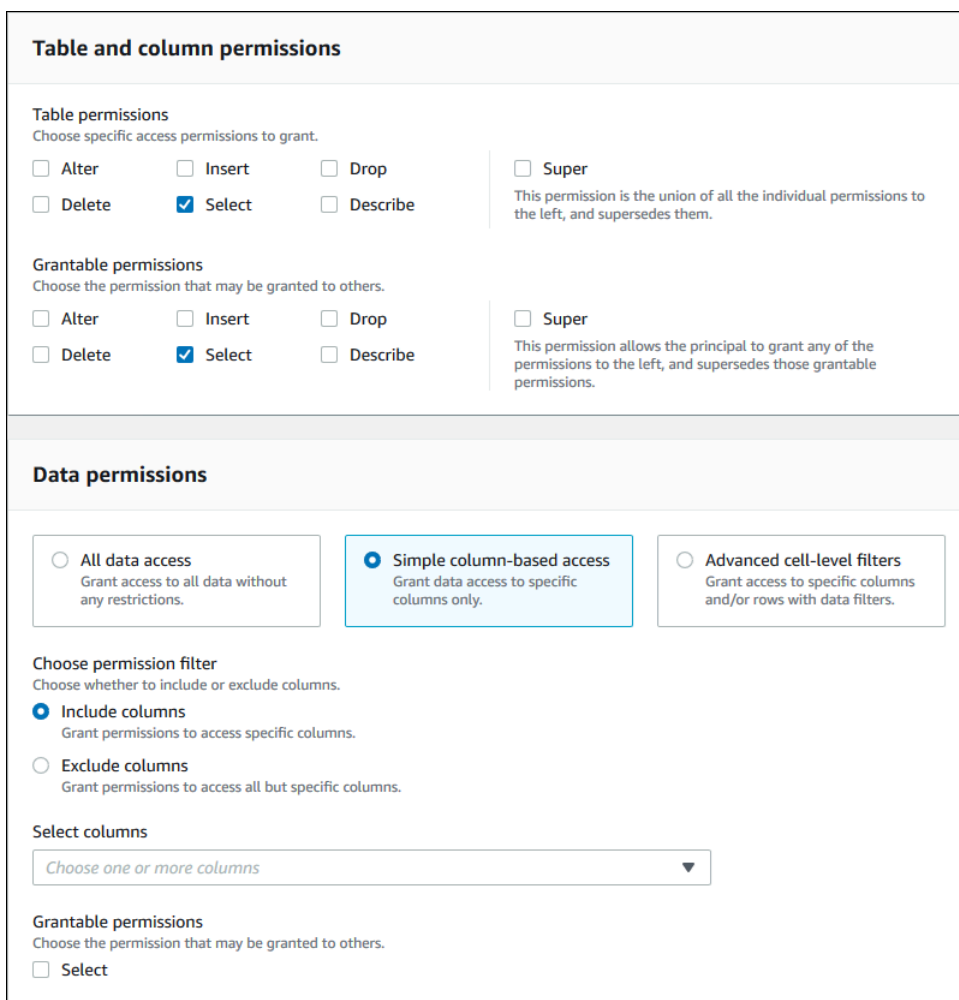 Table and column permissions
Table permissions
Choose specific access permissions to grant.
Alter Insert Drop Super
This permission is the union of all the individual permissions to
Delete Select Describe
the left, and supersedes them.
Grantable permissions
Choose the permission that may be granted to others.
Alter Insert Drop Super
This permission allows the principal to grant any of the
Delete Select Describe
permissions to the left, and supersedes those grantable
permissions.
Data permissions
All data access
Grant access to all data without
any restrictions.
Simple column-based access
Grant data access to specific
columns only.
Advanced cell-level filters
Grant access to specific columns
and/or rows with data filters.
Choose permission filter
Choose whether to include or exclude columns.
Include columns
Grant permissions to access specific columns.
Exclude columns
Grant permissions to access all but specific columns.
Select columns
Choose one or more columns
Grantable permissions
Choose the permission that may be granted to others.
Select